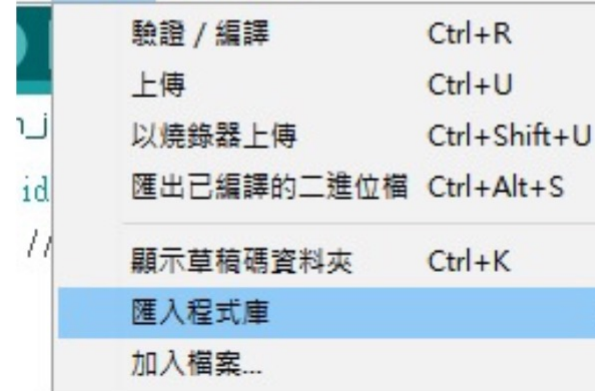 驗證 / 編譯 Ctrl+R
上傳 Ctrl+U
以燒錄器上傳 Ctrl+Shift+U
匯出已編譯的二進位檔 Ctrl+Alt+S
id
//
顯示草稿碼資料夾 Ctrl+K
匯入程式庫
加入檔案...